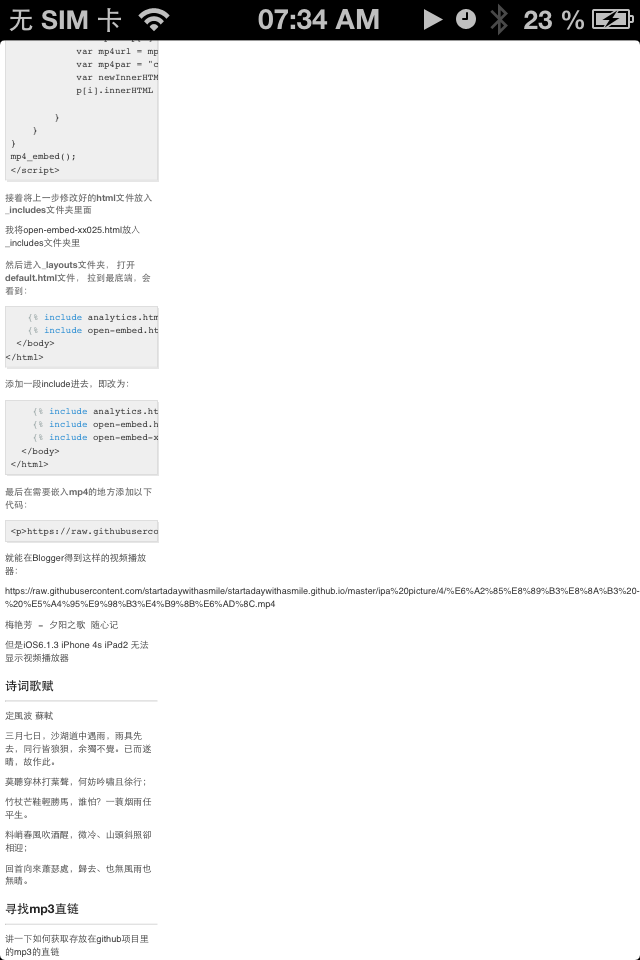 无 SIM 卡 07:34 AM 23 %
var mp4url = mp
var mp4par = "c
var newInnerHTM
p[i].innerHTML
}
}
}
mp4_embed();
</script>
接着将上一步修改好的html文件放入
_includes文件夹里面
我将open-embed-xx025.html放入
_includes文件夹里
然后进入_layouts文件夹， 打开
default.html文件， 拉到最底端，会
看到：
{% include analytics.htm
{% include open-embed.ht
</body>
</html>
添加一段include进去，即改为：
{% include analytics.ht
{% include open-embed.h
{% include open-embed-x
</body>
</html>
最后在需要嵌入mp4的地方添加以下
代码：
<p>https://raw.githubuserco
就能在Blogger得到这样的视频播放
器：
https://raw.githubusercontent.com/startadaywithasmile/startadaywithasmile.github.io/master/ipa%20picture/4/%E6%A2%85%E8%89%B3%E8%8A%B3%20-
%20%E5%A4%95%E9%98%B3%E4%B9%8B%E6%AD%8C.mp4
梅艳芳 - 夕阳之歌 随心记
但是iOS6.1.3 iPhone 4s iPad2 无法
显示视频播放器
诗词歌赋
定風波 蘇軾
三月七日，沙湖道中遇雨，雨具先
去，同行皆狼狽，余獨不覺。已而遂
晴，故作此。
莫聽穿林打葉聲，何妨吟嘯且徐行；
竹杖芒鞋輕勝馬，誰怕？一蓑烟雨任
平生。
料峭春風吹酒醒，微冷、山頭斜照卻
相迎；
回首向來蕭瑟處，歸去、也無風雨也
無晴。
寻找mp3直链
讲一下如何获取存放在github项目里
的mp3的直链